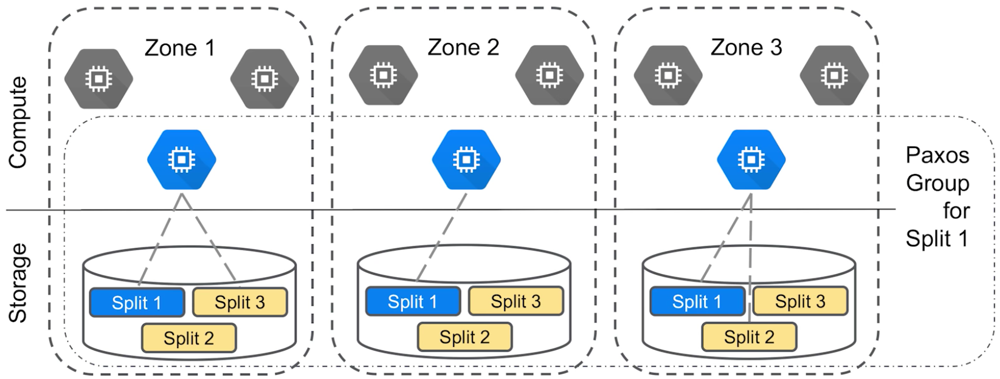 Zone 1
Zone 2
Zone 3
Compute
Paxos
Group
for
Split 1
Storage
Split 1
Split 3
Split 2
Split 1
Split 3
Split 2
Split 1
Split 3
Split 2